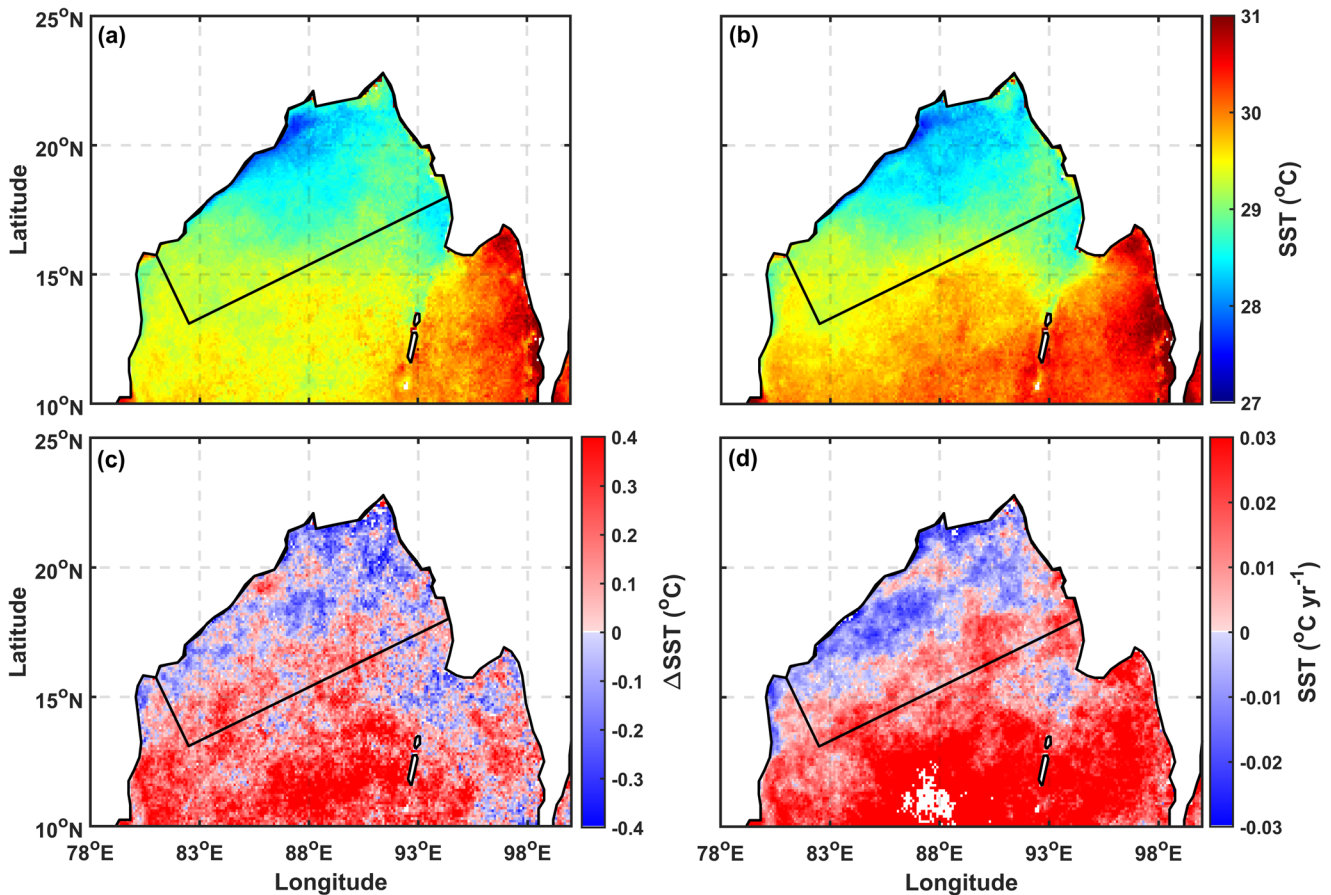 (a)
25°N
20°N
15°N
10°N
Latitude
(b)
31
30
29
28
27
SST (°C)
(c)
25°N
20°N
15°N
10°N
Latitude
78°E
83°E
88°E
93°E
98°E
Longitude
0.4
0.3
0.2
0.1
0
-0.1
-0.2
-0.3
-0.4
ΔSST (°C)
(d)
78°E
83°E
88°E
93°E
98°E
Longitude
0.03
0.02
0.01
0
-0.01
-0.02
-0.03
SST (°C yr⁻¹)